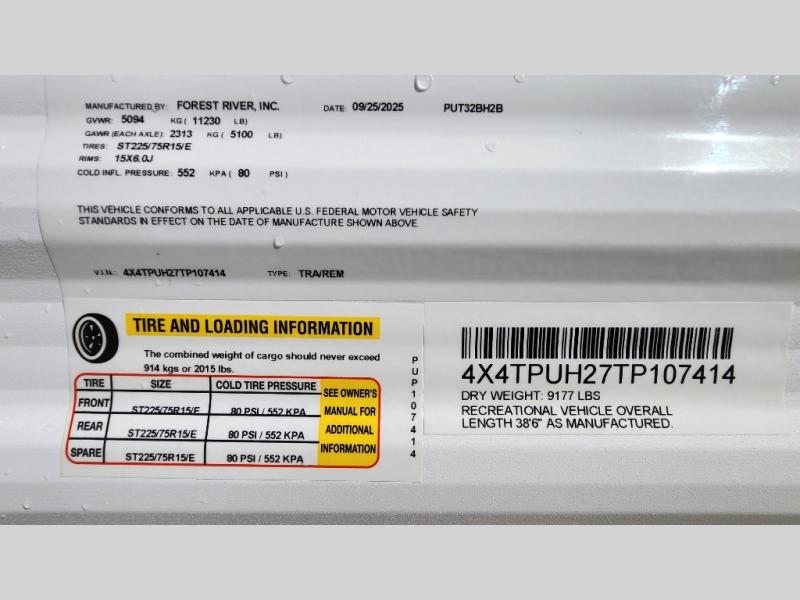 MANUFACTURED BY: FOREST RIVER, INC. DATE: 09/25/2025 PUT32BH2B
GVWR: 5094 KG ( 11230 LB)
GAWR (EACH AXLE): 2313 KG ( 5100 LB)
TIRES: ST225/75R15/E
RIMS: 15X6.0J
COLD INFL. PRESSURE: 552 KPA ( 80 PSI )
THIS VEHICLE CONFORMS TO ALL APPLICABLE U.S. FEDERAL MOTOR VEHICLE SAFETY
STANDARDS IN EFFECT ON THE DATE OF MANUFACTURE SHOWN ABOVE.
V.I.N.: 4X4TPUH27TP107414 TYPE: TRA/REM
TIRE AND LOADING INFORMATION
The combined weight of cargo should never exceed
914 kgs or 2015 lbs.
TIRE SIZE COLD TIRE PRESSURE
FRONT ST225/75R15/E 80 PSI / 552 KPA
REAR ST225/75R15/E 80 PSI / 552 KPA
SPARE ST225/75R15/E 80 PSI / 552 KPA
SEE OWNER'S
MANUAL FOR
ADDITIONAL
INFORMATION
PUP107414
4X4TPUH27TP107414
DRY WEIGHT: 9177 LBS
RECREATIONAL VEHICLE OVERALL
LENGTH 38'6" AS MANUFACTURED.